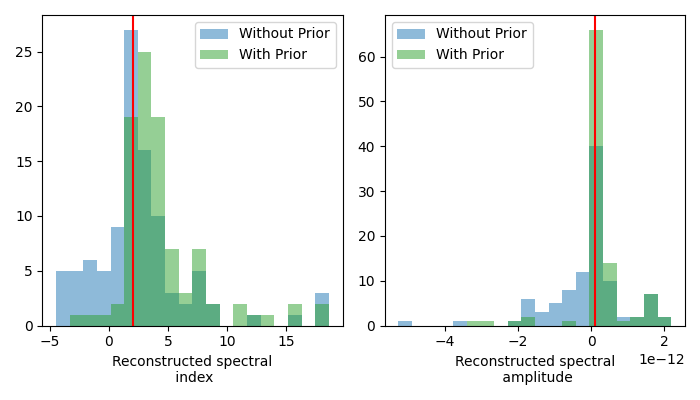 Without Prior
With Prior
25
20
15
10
5
0
−5
0
5
10
15
Reconstructed spectral
index
Without Prior
With Prior
60
50
40
30
20
10
0
−4
−2
0
2
1e−12
Reconstructed spectral
amplitude